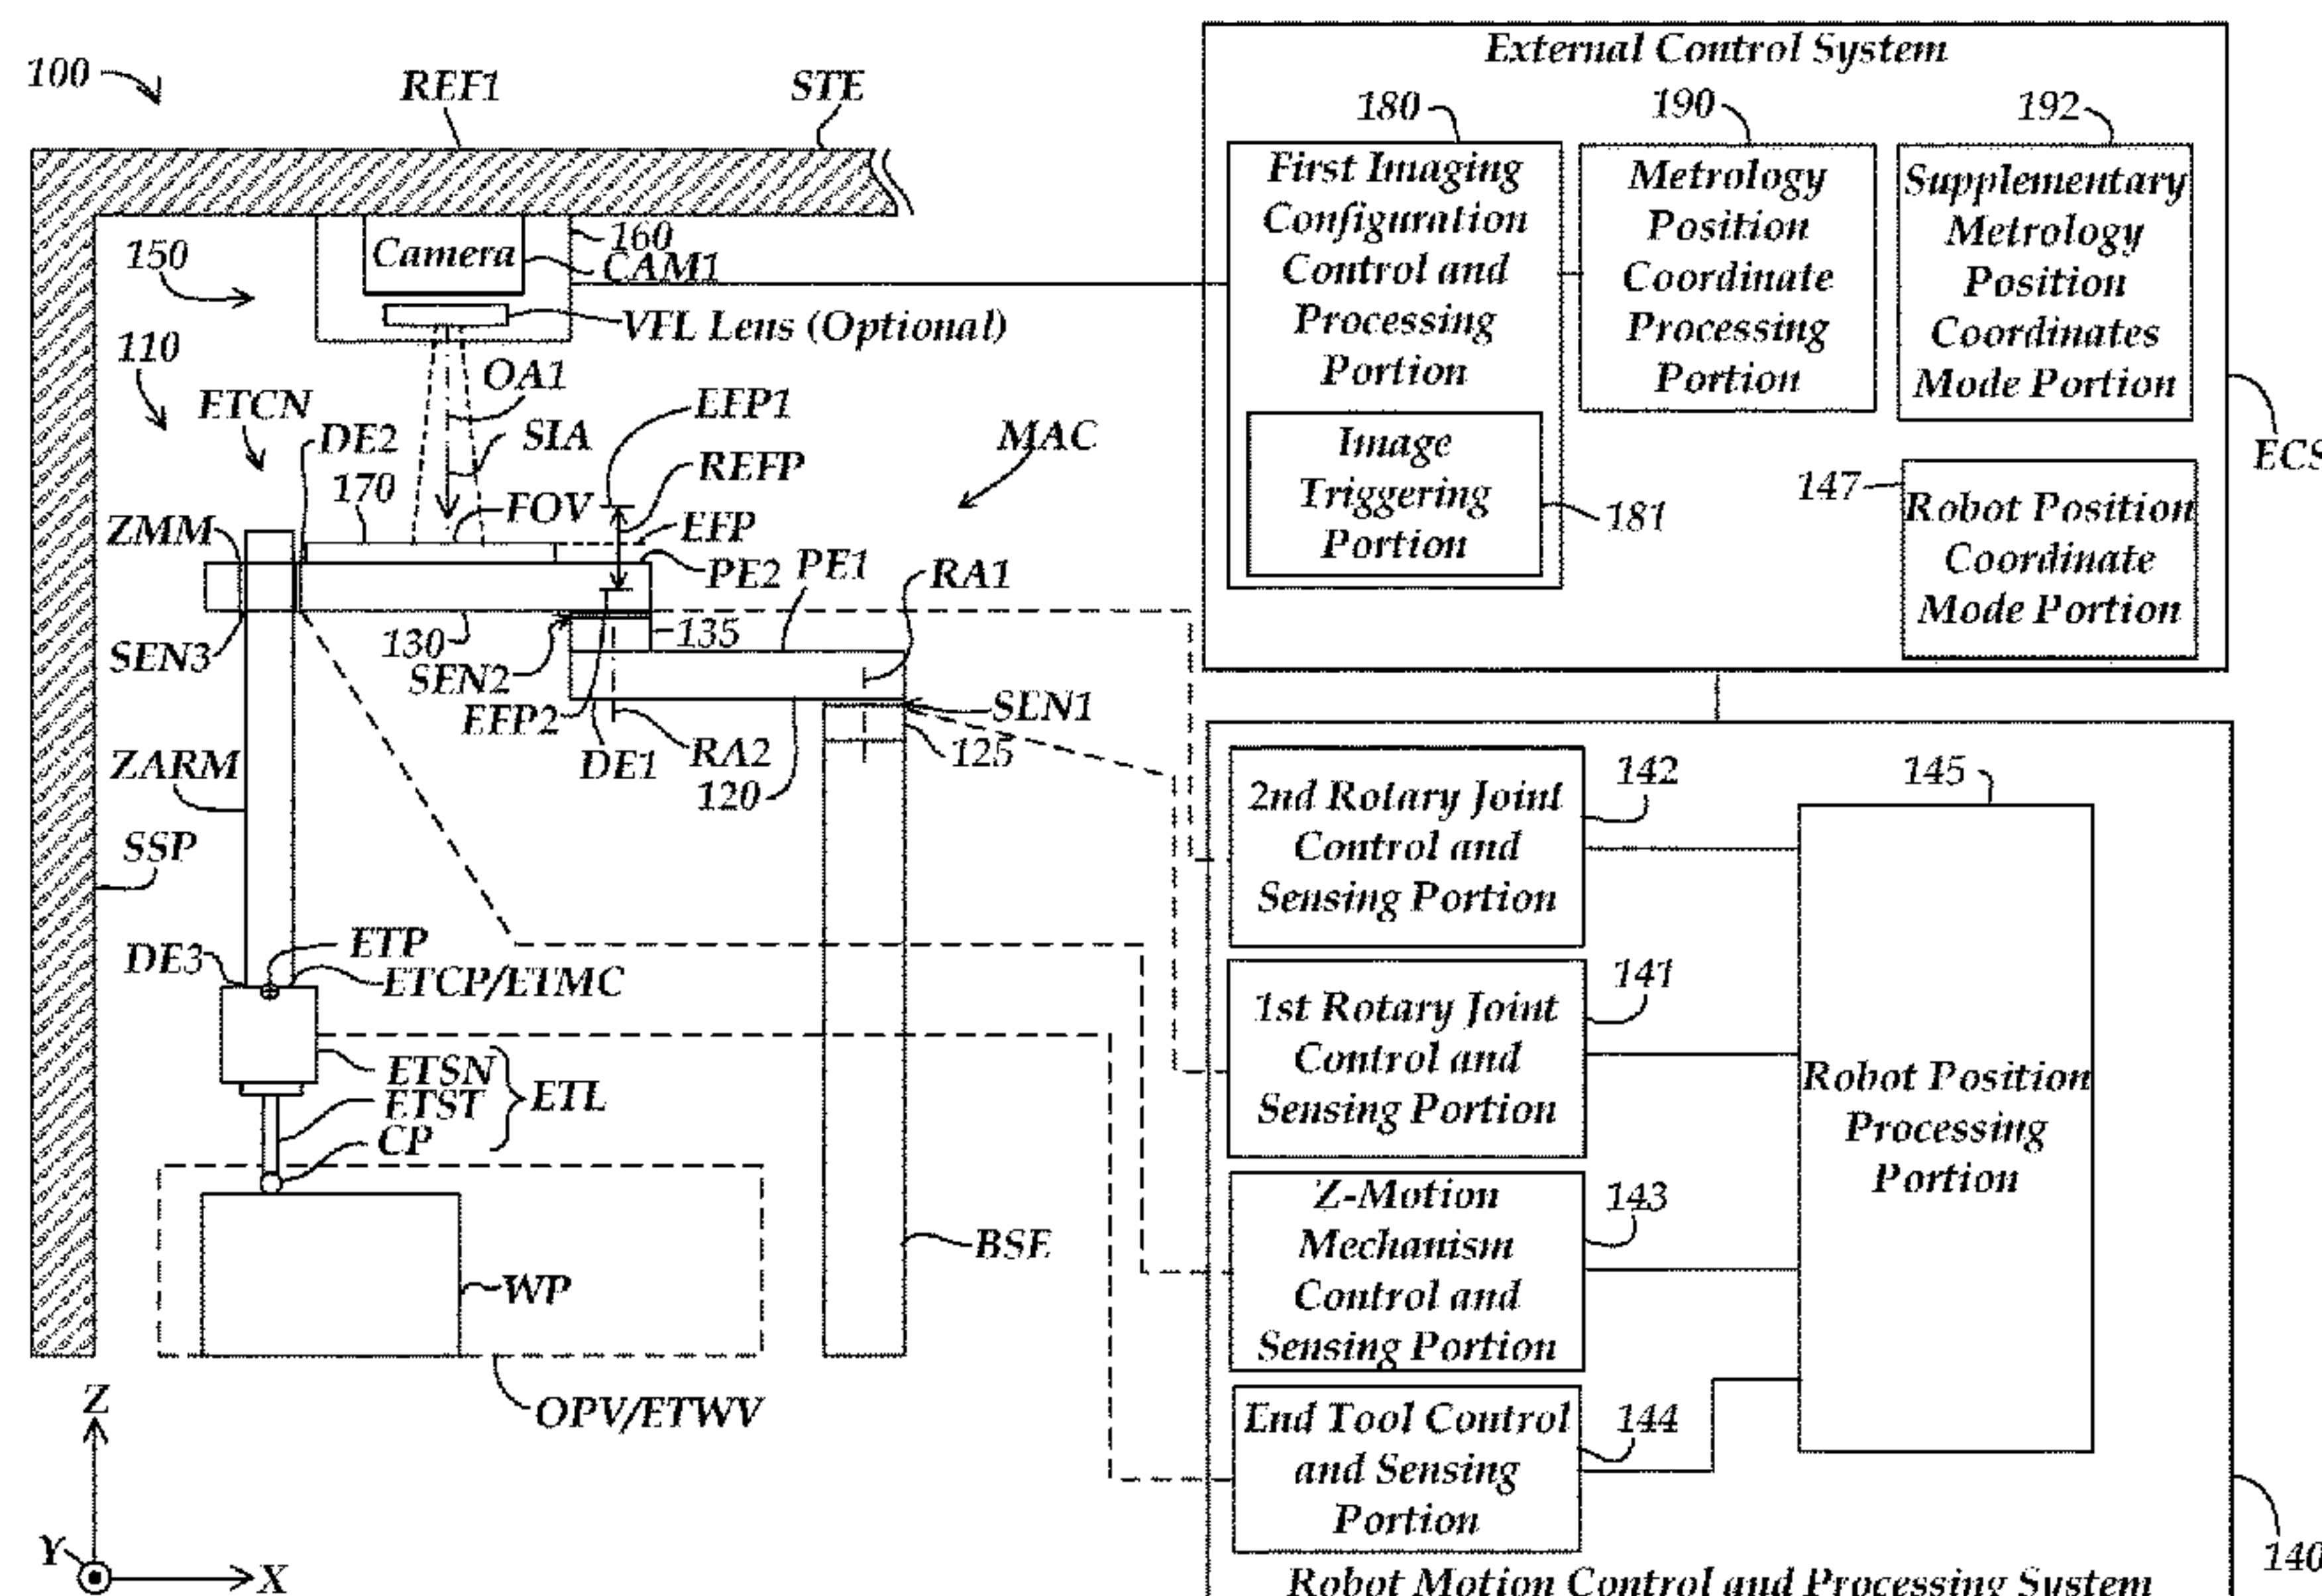 100
REF1
STE
External Control System
180
190
192
First Imaging
Configuration
Control and
Processing
Portion
Metrology
Position
Coordinate
Processing
Portion
Supplementary
Metrology
Position
Coordinates
Mode Portion
Image
Triggering
Portion
181
147
Robot Position
Coordinate
Mode Portion
ECS
150
Camera
160
CAM1
VFL Lens (Optional)
110
OA1
ETCN
EFP1
DE2
SIA
MAC
REFP
170
FOV
EFP
ZMM
PE2
PE1
RA1
SEN3
130
135
SEN2
EFP2
SEN1
DE1
RA2
125
120
ZARM
SSP
DE3
ETP
ETCP/ETMC
ETSN
ETST
ETL
CP
WP
BSE
OPV/ETWV
Z
Y
X
2nd Rotary Joint
Control and
Sensing Portion
142
145
1st Rotary Joint
Control and
Sensing Portion
141
Robot Position
Processing
Portion
Z-Motion
Mechanism
Control and
Sensing Portion
143
End Tool Control
and Sensing
Portion
144
140
Robot Motion Control and Processing System